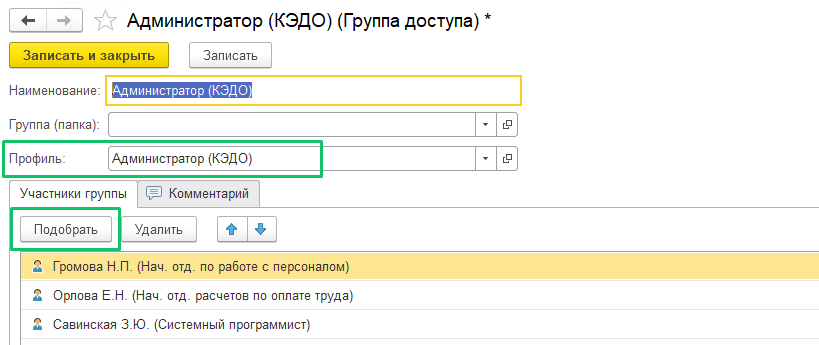 Администратор (КЭДО) (Группа доступа) *
Записать и закрыть Записать
Наименование: Администратор (КЭДО)
Группа (папка):
Профиль: Администратор (КЭДО)
Участники группы Комментарий
Подобрать Удалить
Громова Н.П. (Нач. отд. по работе с персоналом)
Орлова Е.Н. (Нач. отд. расчетов по оплате труда)
Савинская З.Ю. (Системный программист)